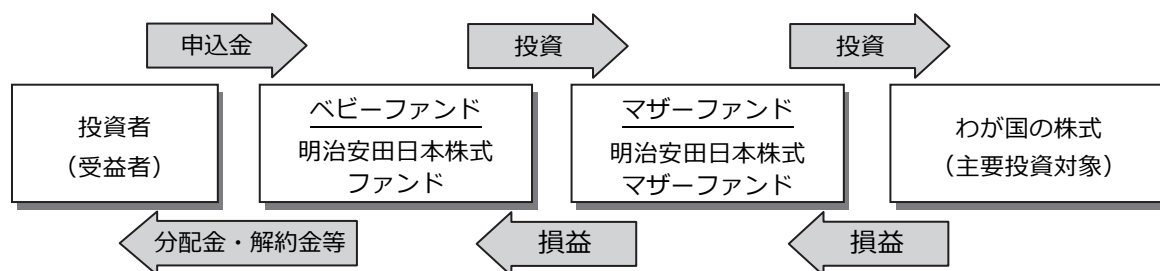 申込金
投資
投資
投資者
（受益者）
ベビーファンド
明治安田日本株式
ファンド
マザーファンド
明治安田日本株式
マザーファンド
わが国の株式
（主要投資対象）
分配金・解約金等
損益
損益